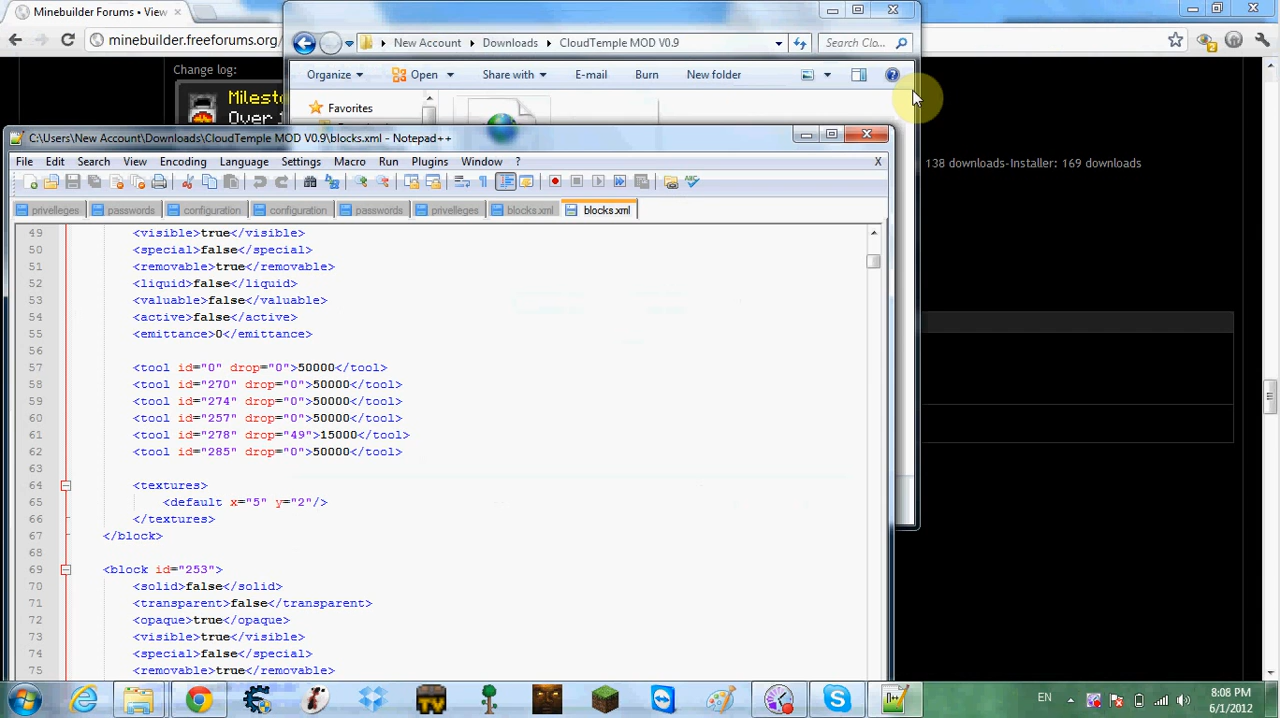 Minebuilder Forums • View
minebuilder.freeforums.org/
New Account
Downloads
CloudTemple MOD V0.9
Search Clo...
Organize
Open
Share with
E-mail
Burn
New folder
Change log:
Favorites
Over
138 downloads-Installer: 169 downloads
C:\Users\New Account\Downloads\CloudTemple MOD V0.9\blocks.xml - Notepad++
File Edit Search View Encoding Language Settings Macro Run Plugins Window ? X
privelleges passwords configuration configuration passwords privelleges blocks.xml blocks.xml
49 <visible>true</visible>
50 <special>false</special>
51 <removable>true</removable>
52 <liquid>false</liquid>
53 <valuable>false</valuable>
54 <active>false</active>
55 <emittance>0</emittance>
56
57 <tool id="0" drop="0">50000</tool>
58 <tool id="270" drop="0">50000</tool>
59 <tool id="274" drop="0">50000</tool>
60 <tool id="257" drop="0">50000</tool>
61 <tool id="278" drop="49">15000</tool>
62 <tool id="285" drop="0">50000</tool>
63
64 <textures>
65 <default x="5" y="2"/>
66 </textures>
67 </block>
68
69 <block id="253">
70 <solid>false</solid>
71 <transparent>false</transparent>
72 <opaque>true</opaque>
73 <visible>true</visible>
74 <special>false</special>
75 <removable>true</removable>
TV
EN
8:08 PM
6/1/2012